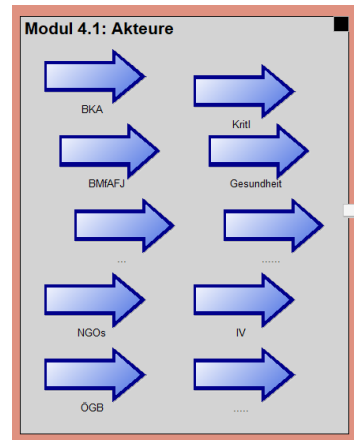 Modul 4.1: Akteure
BKA
KritI
BMfAFJ
Gesundheit
...
......
NGOs
IV
ÖGB
.....